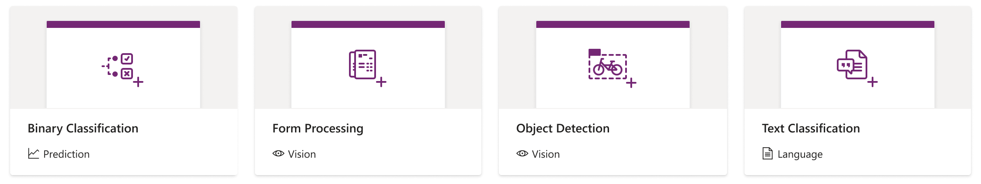 Binary Classification
Prediction
Form Processing
Vision
Object Detection
Vision
Text Classification
Language